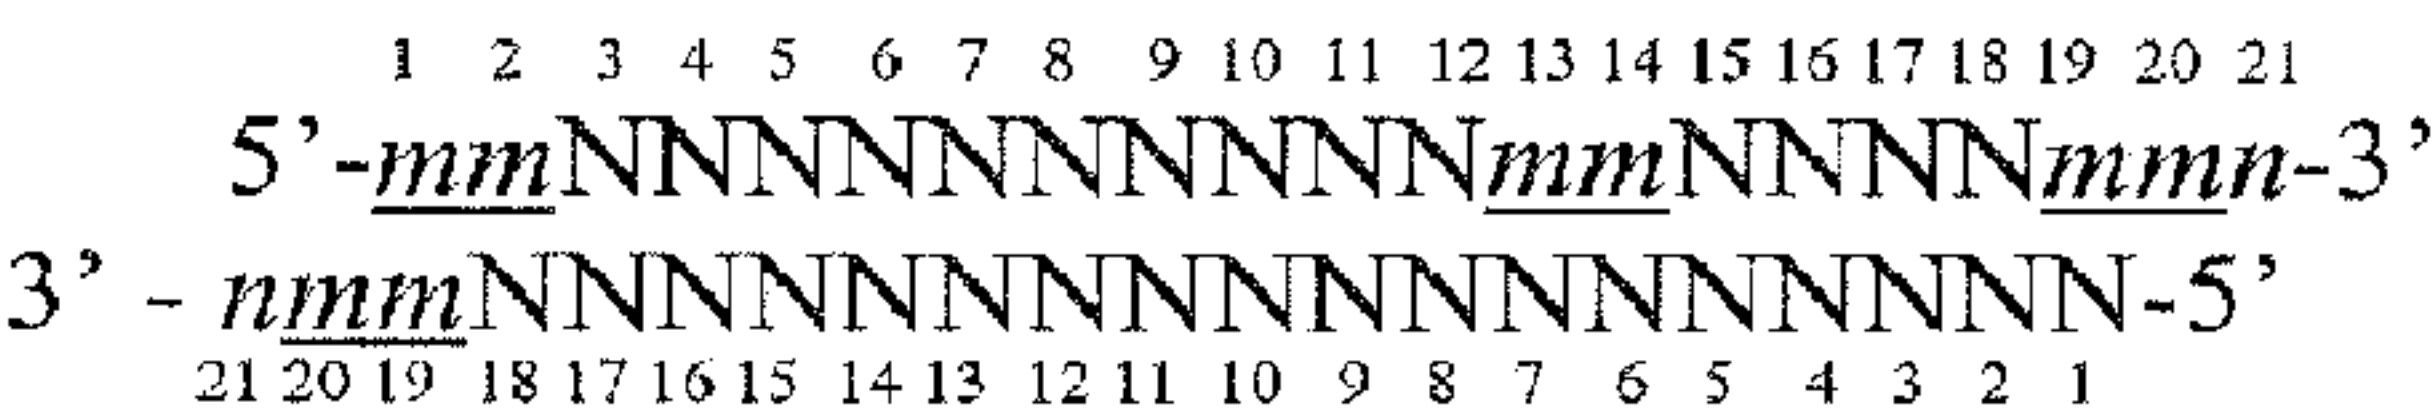 1 2 3 4 5 6 7 8 9 10 11 12 13 14 15 16 17 18 19 20 21
5’-mmNNNNNNNNNNmmNNNNmmn-3’
3’ - nmmNNNNNNNNNNNNNNNNNN-5’
21 20 19 18 17 16 15 14 13 12 11 10 9 8 7 6 5 4 3 2 1